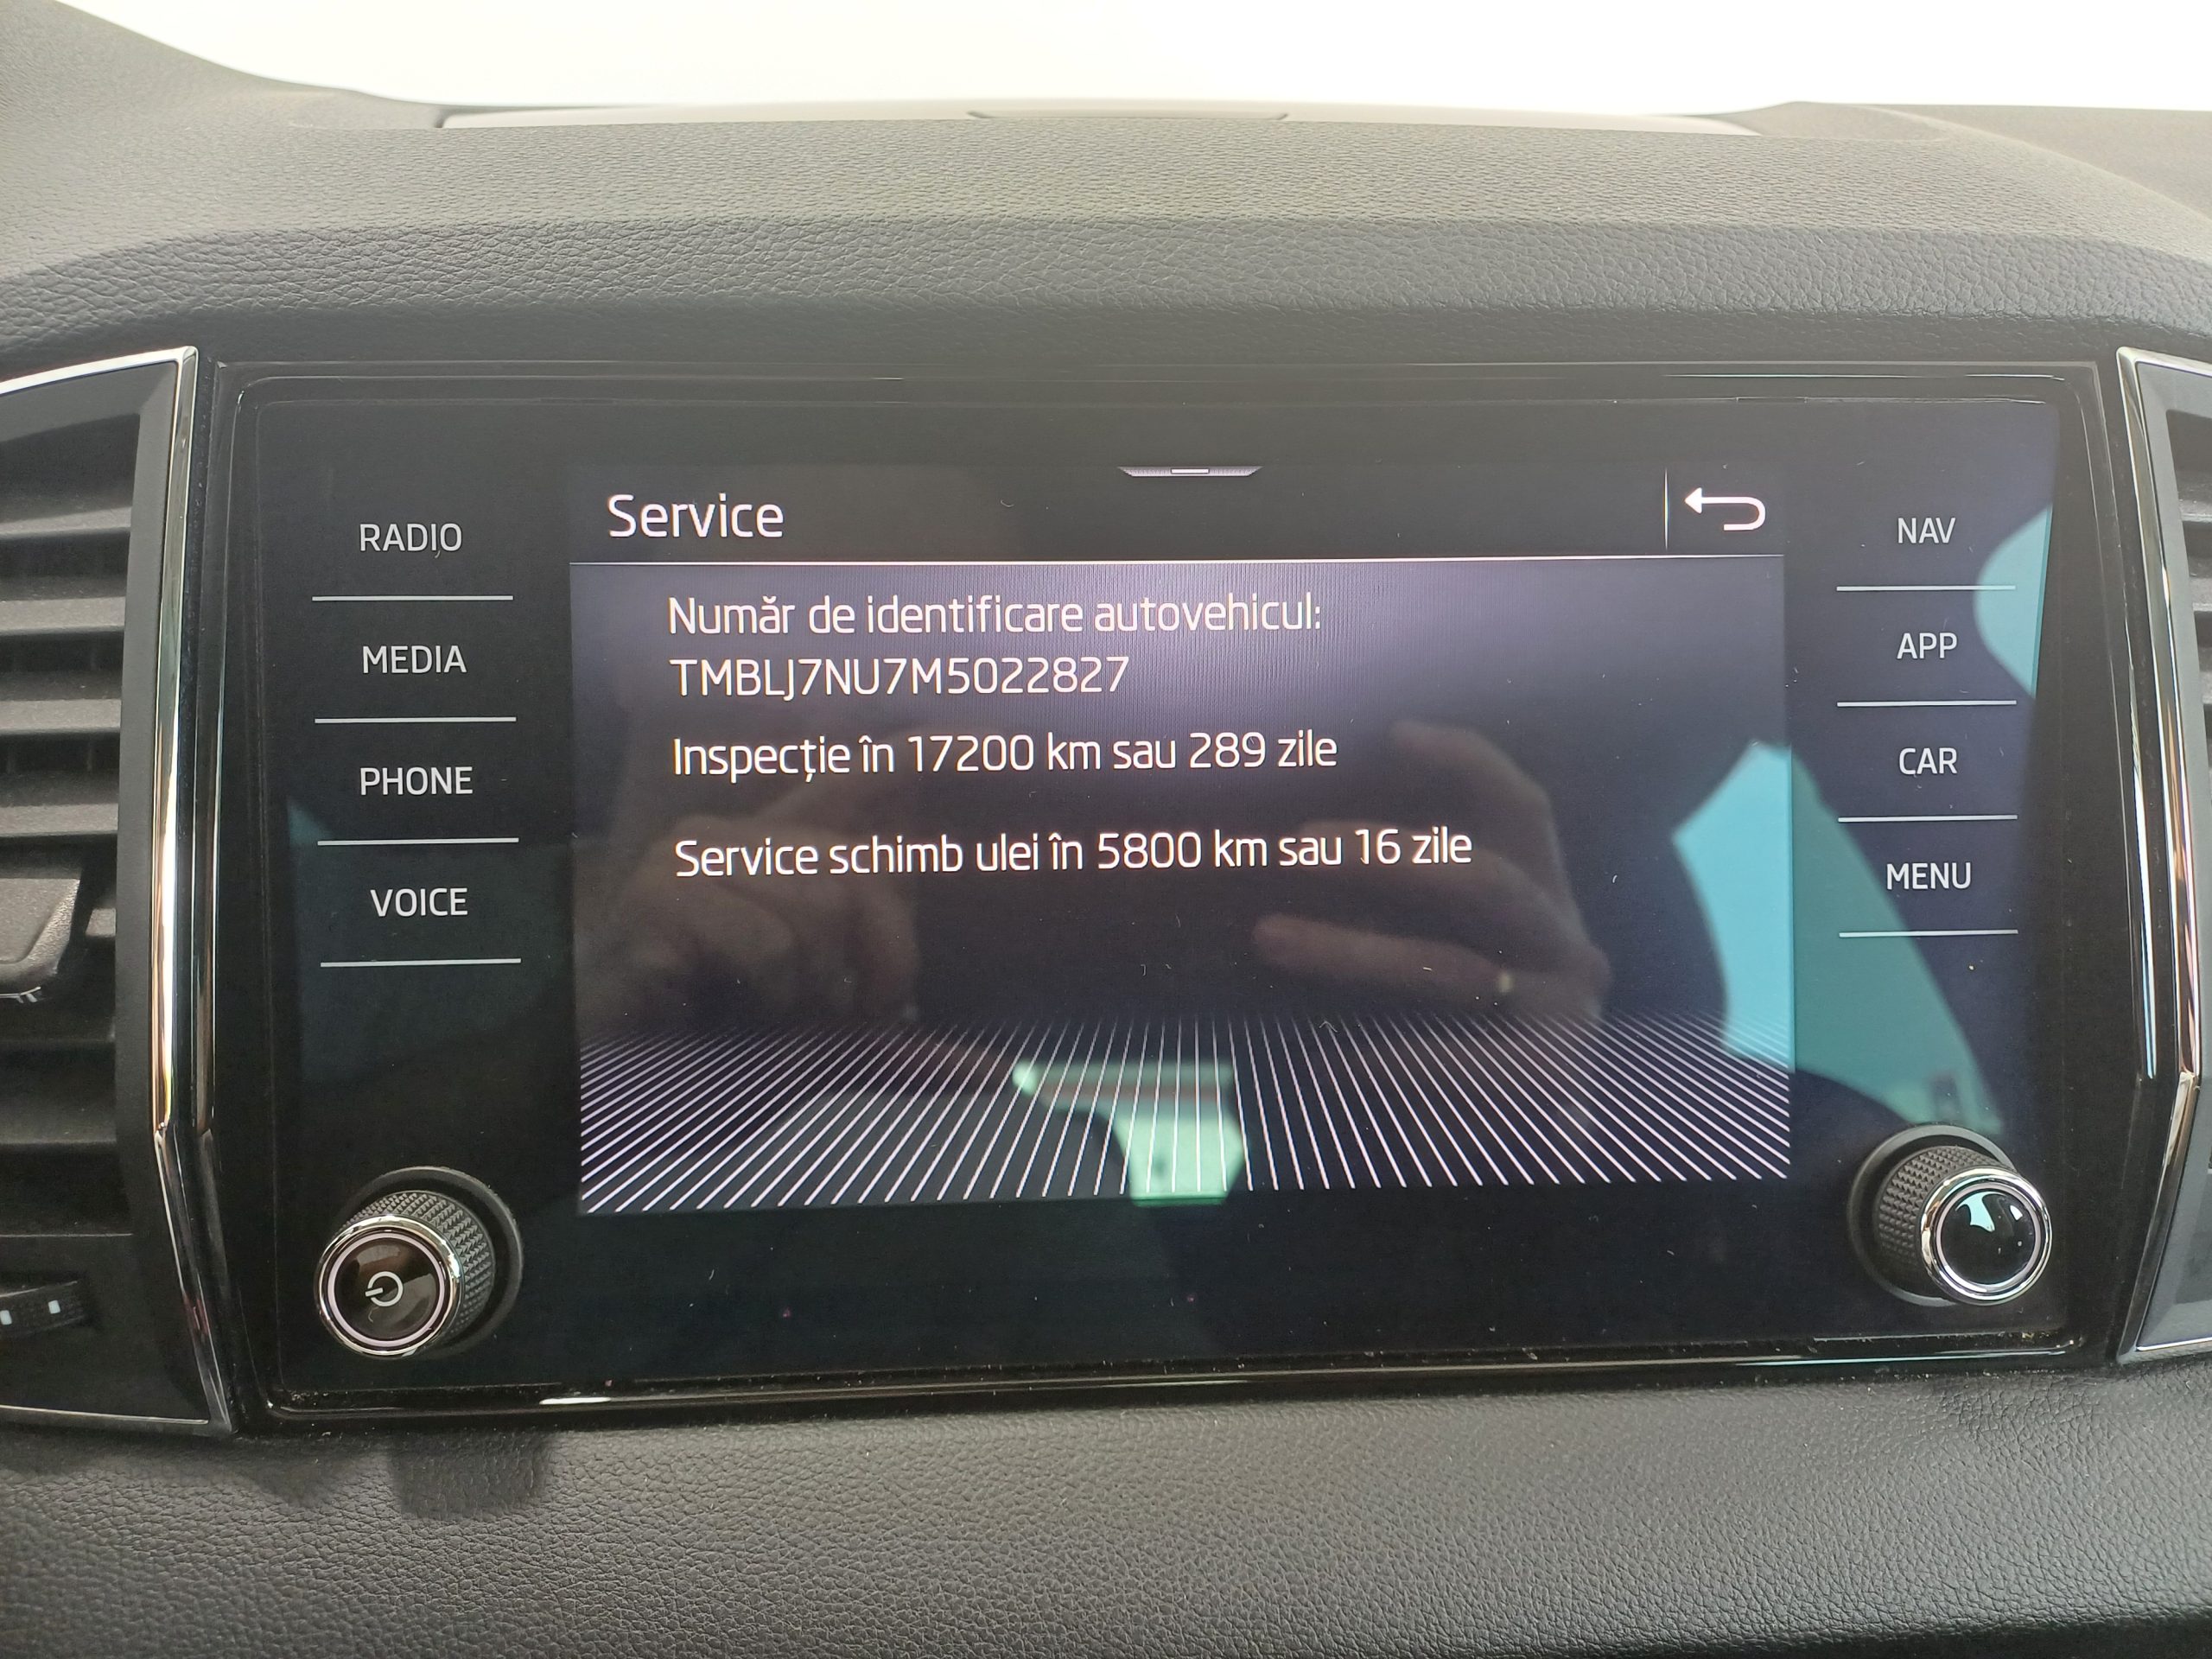 Service
RADIO
MEDIA
PHONE
VOICE
Număr de identificare autovehicul:
TMBLJ7NU7M5022827
Inspecție în 17200 km sau 289 zile
Service schimb ulei în 5800 km sau 16 zile
NAV
APP
CAR
MENU